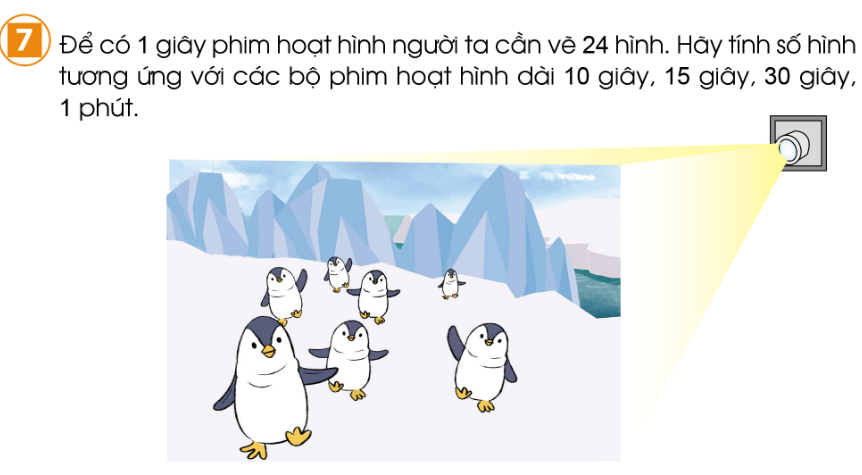 7
Để có 1 giây phim hoạt hình người ta cần vẽ 24 hình. Hãy tính số hình
tương ứng với các bộ phim hoạt hình dài 10 giây, 15 giây, 30 giây,
1 phút.